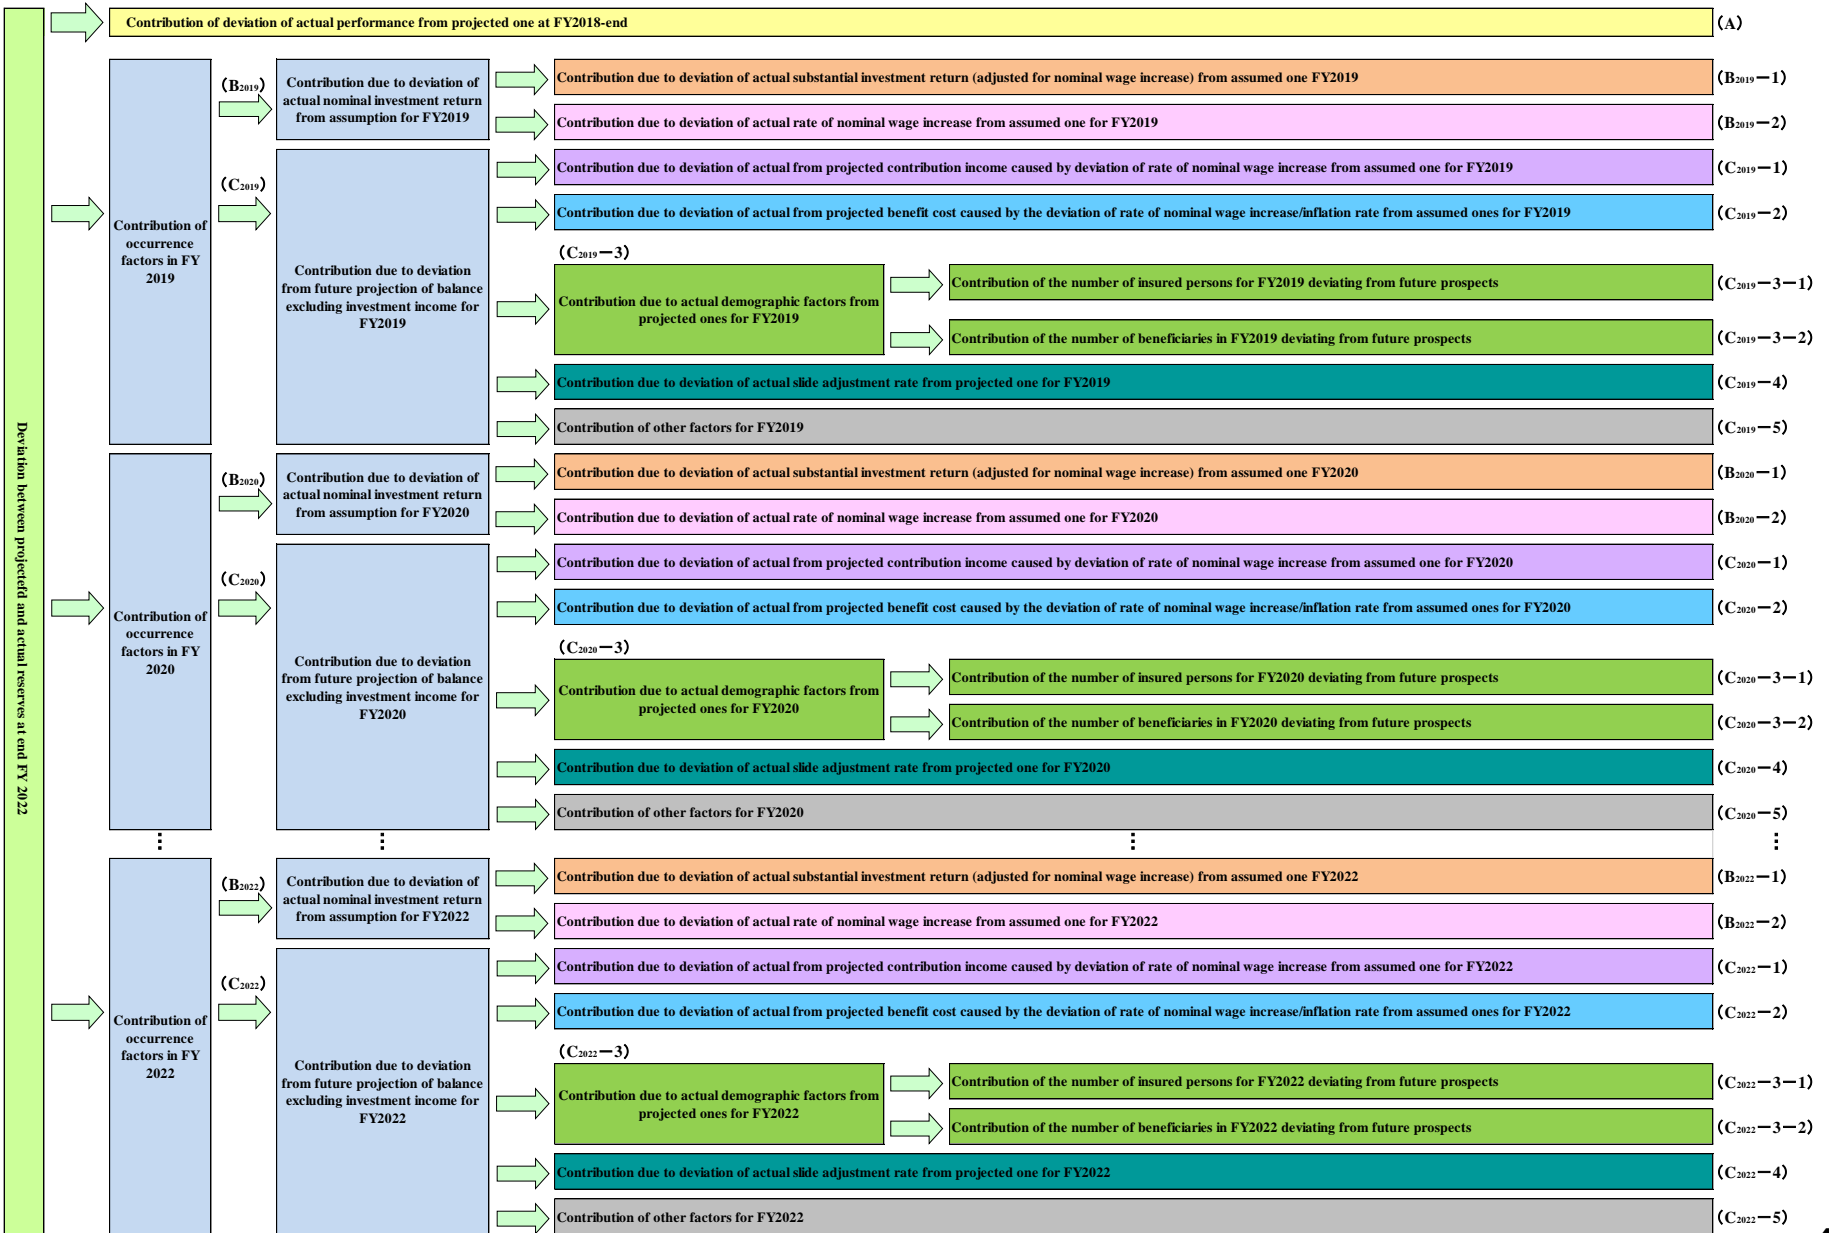 Deviation between projectefd and actual reserves at end FY 2022
Contribution of deviation of actual performance from projected one at FY2018-end
(A)
Contribution of
occurrence
factors in FY
2019
(B2019)
Contribution due to deviation of
actual nominal investment return
from assumption for FY2019
Contribution due to deviation of actual substantial investment return (adjusted for nominal wage increase) from assumed one FY2019
(B2019－1)
Contribution due to deviation of actual rate of nominal wage increase from assumed one for FY2019
(B2019－2)
(C2019)
Contribution due to deviation
from future projection of balance
excluding investment income for
FY2019
Contribution due to deviation of actual from projected contribution income caused by deviation of rate of nominal wage increase from assumed one for FY2019
(C2019－1)
Contribution due to deviation of actual from projected benefit cost caused by the deviation of rate of nominal wage increase/inflation rate from assumed ones for FY2019
(C2019－2)
(C2019－3)
Contribution due to actual demographic factors from
projected ones for FY2019
Contribution of the number of insured persons for FY2019 deviating from future prospects
(C2019－3－1)
Contribution of the number of beneficiaries in FY2019 deviating from future prospects
(C2019－3－2)
Contribution due to deviation of actual slide adjustment rate from projected one for FY2019
(C2019－4)
Contribution of other factors for FY2019
(C2019－5)
Contribution of
occurrence
factors in FY
2020
(B2020)
Contribution due to deviation of
actual nominal investment return
from assumption for FY2020
Contribution due to deviation of actual substantial investment return (adjusted for nominal wage increase) from assumed one FY2020
(B2020－1)
Contribution due to deviation of actual rate of nominal wage increase from assumed one for FY2020
(B2020－2)
(C2020)
Contribution due to deviation
from future projection of balance
excluding investment income for
FY2020
Contribution due to deviation of actual from projected contribution income caused by deviation of rate of nominal wage increase from assumed one for FY2020
(C2020－1)
Contribution due to deviation of actual from projected benefit cost caused by the deviation of rate of nominal wage increase/inflation rate from assumed ones for FY2020
(C2020－2)
(C2020－3)
Contribution due to actual demographic factors from
projected ones for FY2020
Contribution of the number of insured persons for FY2020 deviating from future prospects
(C2020－3－1)
Contribution of the number of beneficiaries in FY2020 deviating from future prospects
(C2020－3－2)
Contribution due to deviation of actual slide adjustment rate from projected one for FY2020
(C2020－4)
Contribution of other factors for FY2020
(C2020－5)
⋮ ⋮ ⋮ ⋮
Contribution of
occurrence
factors in FY
2022
(B2022)
Contribution due to deviation of
actual nominal investment return
from assumption for FY2022
Contribution due to deviation of actual substantial investment return (adjusted for nominal wage increase) from assumed one FY2022
(B2022－1)
Contribution due to deviation of actual rate of nominal wage increase from assumed one for FY2022
(B2022－2)
(C2022)
Contribution due to deviation
from future projection of balance
excluding investment income for
FY2022
Contribution due to deviation of actual from projected contribution income caused by deviation of rate of nominal wage increase from assumed one for FY2022
(C2022－1)
Contribution due to deviation of actual from projected benefit cost caused by the deviation of rate of nominal wage increase/inflation rate from assumed ones for FY2022
(C2022－2)
(C2022－3)
Contribution due to actual demographic factors from
projected ones for FY2022
Contribution of the number of insured persons for FY2022 deviating from future prospects
(C2022－3－1)
Contribution of the number of beneficiaries in FY2022 deviating from future prospects
(C2022－3－2)
Contribution due to deviation of actual slide adjustment rate from projected one for FY2022
(C2022－4)
Contribution of other factors for FY2022
(C2022－5)